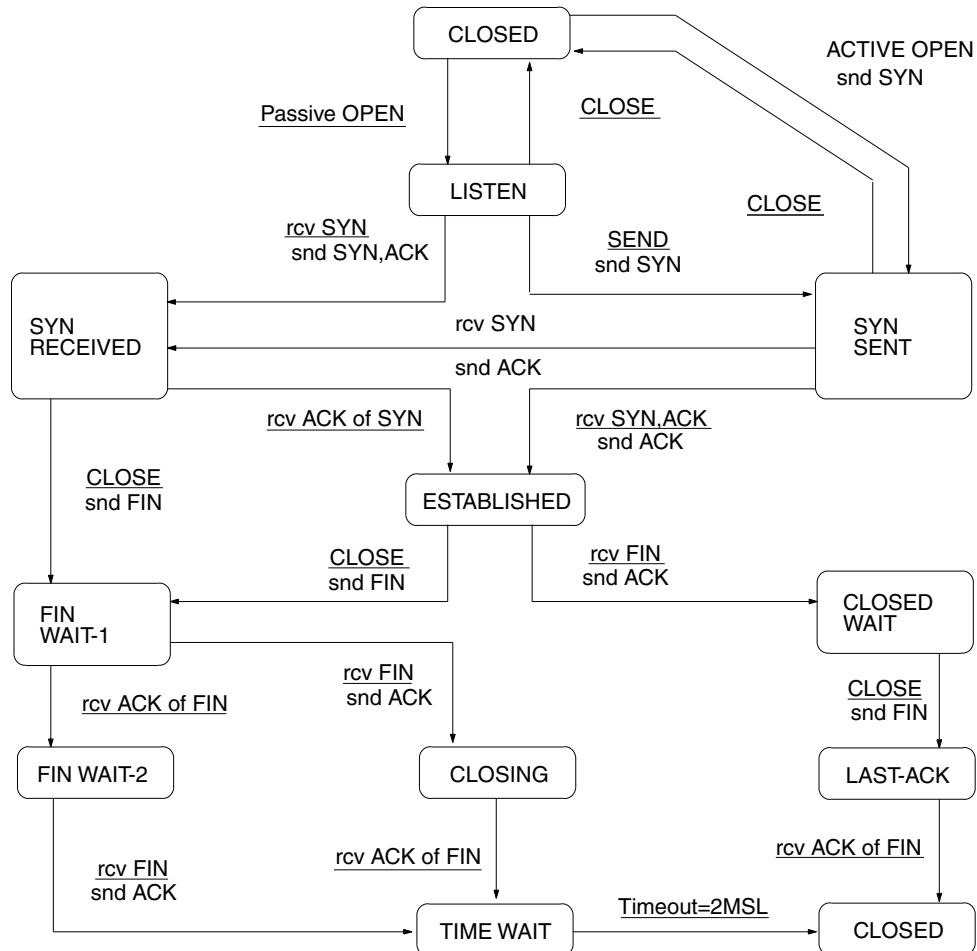 CLOSED
ACTIVE OPEN
snd SYN
Passive OPEN
CLOSE
LISTEN
CLOSE
rcv SYN
snd SYN,ACK
SEND
snd SYN
SYN
RECEIVED
rcv SYN
SYN
SENT
snd ACK
rcv ACK of SYN
rcv SYN,ACK
snd ACK
CLOSE
snd FIN
ESTABLISHED
CLOSE
snd FIN
rcv FIN
snd ACK
FIN
WAIT-1
CLOSED
WAIT
rcv ACK of FIN
rcv FIN
snd ACK
CLOSE
snd FIN
FIN WAIT-2
CLOSING
LAST-ACK
rcv FIN
snd ACK
rcv ACK of FIN
rcv ACK of FIN
TIME WAIT
Timeout=2MSL
CLOSED